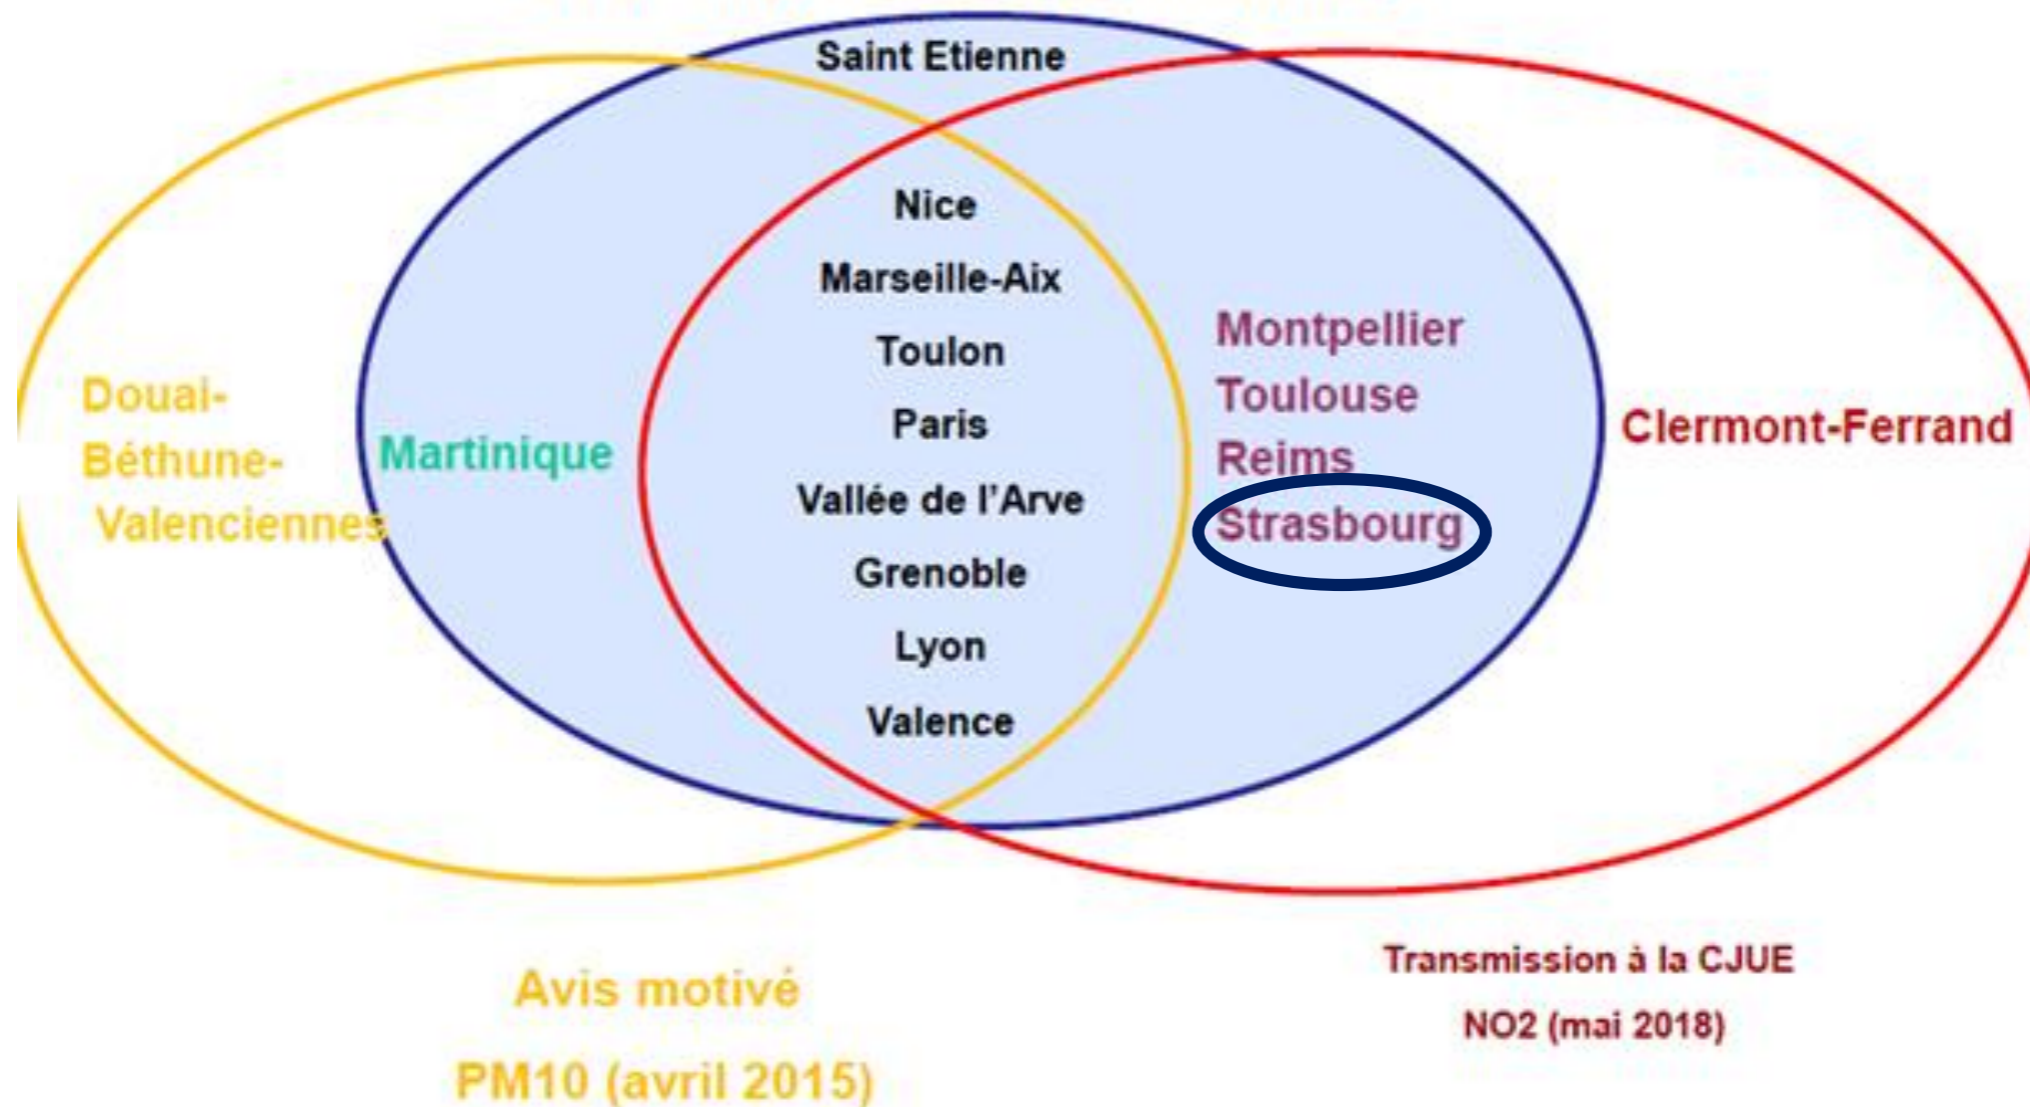 Saint Etienne
Nice
Marseille-Aix
Toulon
Paris
Vallée de l'Arve
Grenoble
Lyon
Valence
Douai-
Béthune-
Valenciennes
Martinique
Montpellier
Toulouse
Reims
Strasbourg
Clermont-Ferrand
Avis motivé
PM10 (avril 2015)
Transmission à la CJUE
NO2 (mai 2018)